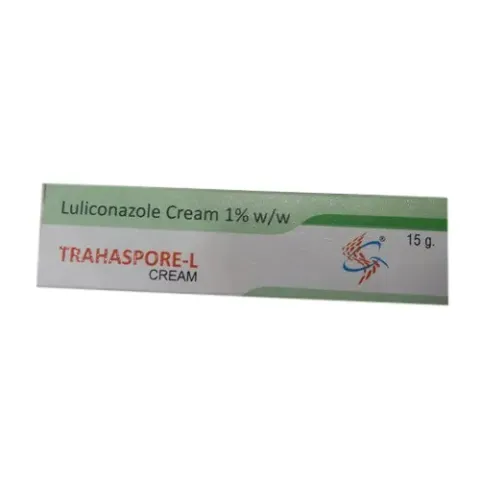 Luliconazole Cream 1% w/w
TRAHASPORE-L
CREAM
®
15 g.